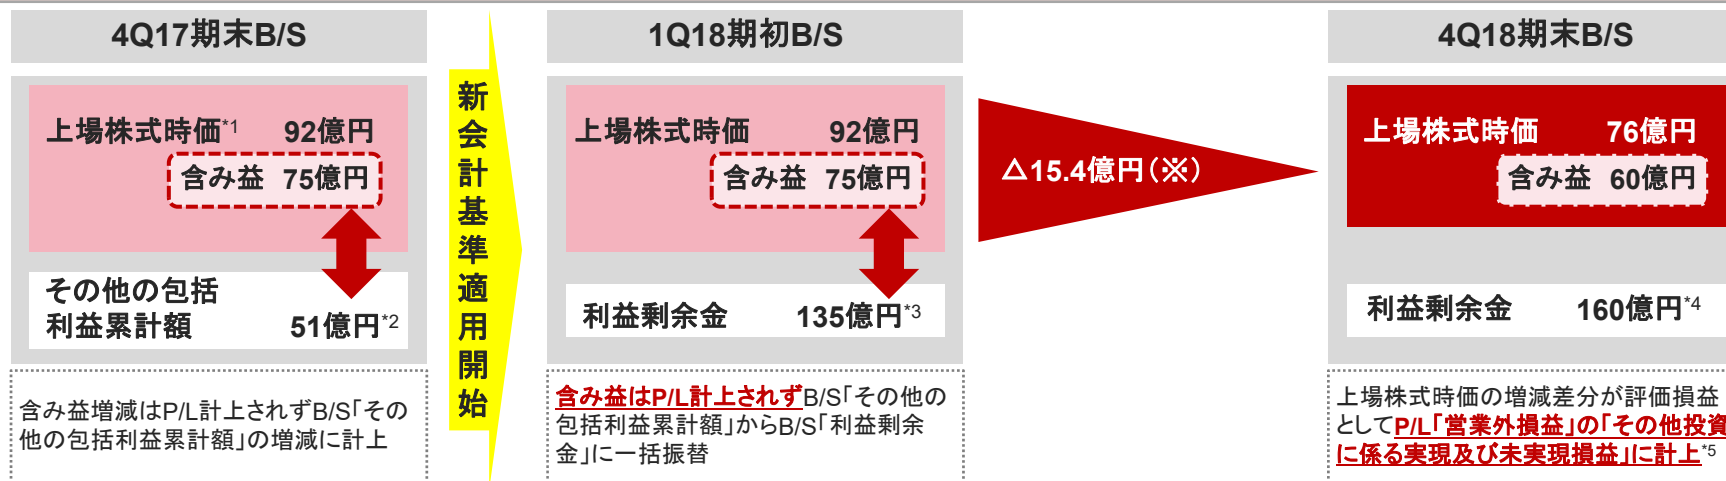 4Q17期末B/S
上場株式時価*1 92億円
含み益 75億円
その他の包括
利益累計額 51億円*2
含み益増減はP/L計上されずB/S「その
他の包括利益累計額」の増減に計上
新会計基準適用開始
1Q18期初B/S
上場株式時価 92億円
含み益 75億円
利益剰余金 135億円*3
含み益はP/L計上されずB/S「その他の
包括利益累計額」からB/S「利益剰余
金」に一括振替
△15.4億円(※)
4Q18期末B/S
上場株式時価 76億円
含み益 60億円
利益剰余金 160億円*4
上場株式時価の増減差分が評価損益
としてP/L「営業外損益」の「その他投資
に係る実現及び未実現損益」に計上*5